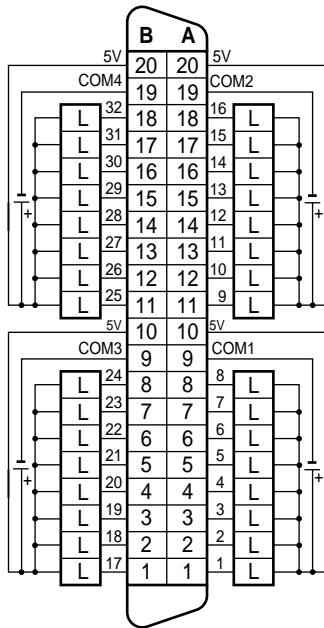 B A
5V 20 20 5V
COM4 19 19 COM2
L 32 18 18 16 L
L 31 17 17 15 L
L 30 16 16 14 L
L 29 15 15 13 L
+ L 28 14 14 12 L +
L 27 13 13 11 L
L 26 12 12 10 L
L 25 11 11 9 L
5V 10 10 5V
COM3 9 9 COM1
L 24 8 8 8 L
L 23 7 7 7 L
L 22 6 6 6 L
L 21 5 5 5 L
+ L 20 4 4 4 L +
L 19 3 3 3 L
L 18 2 2 2 L
L 17 1 1 1 L